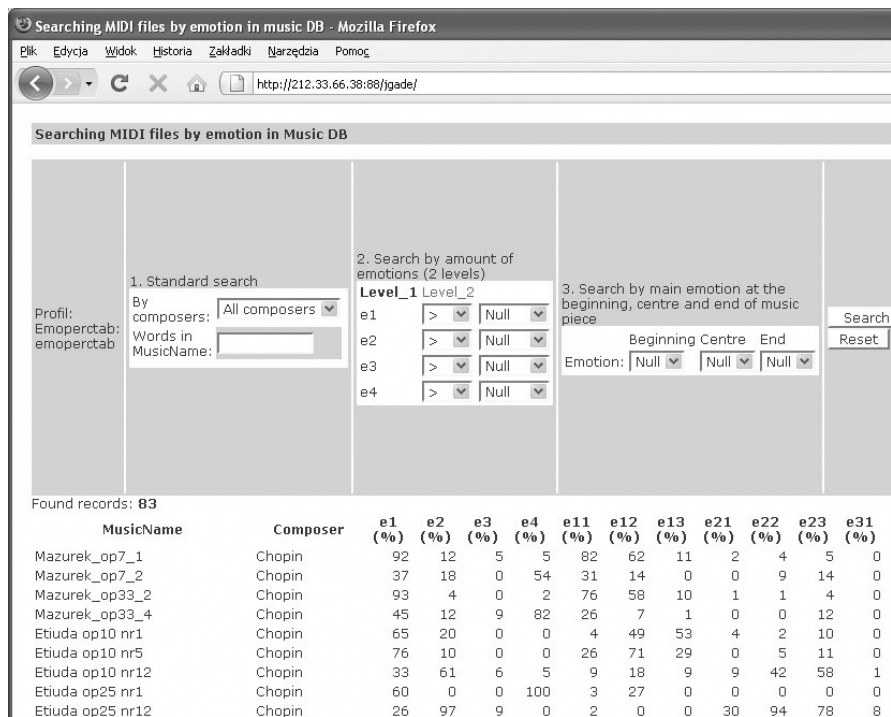 Searching MIDI files by emotion in music DB - Mozilla Firefox
Plik Edycja Widok Historia Zakładki Narzędzia Pomoc
http://212.33.66.38:88/jgade/
Searching MIDI files by emotion in Music DB
Profil:
Emoperctab:
emoperctab
1. Standard search
By
composers: All composers
Words in
MusicName:
2. Search by amount of
emotions (2 levels)
Level_1 Level_2
e1 > Null
e2 > Null
e3 > Null
e4 > Null
3. Search by main emotion at the
beginning, centre and end of music
piece
Beginning Centre End
Emotion: Null Null Null
Search
Reset
Found records: 83
MusicName Composer e1 (%) e2 (%) e3 (%) e4 (%) e11 (%) e12 (%) e13 (%) e21 (%) e22 (%) e23 (%) e31 (%)
Mazurek_op7_1 Chopin 92 12 5 5 82 62 11 2 4 5 0
Mazurek_op7_2 Chopin 37 18 0 54 31 14 0 0 9 14 0
Mazurek_op33_2 Chopin 93 4 0 2 76 58 10 1 1 4 0
Mazurek_op33_4 Chopin 45 12 9 82 26 7 1 0 0 12 0
Etiuda op10 nr1 Chopin 65 20 0 0 4 49 53 4 2 10 0
Etiuda op10 nr5 Chopin 76 10 0 0 26 71 29 0 5 11 0
Etiuda op10 nr12 Chopin 33 61 6 5 9 18 9 9 42 58 1
Etiuda op25 nr1 Chopin 60 0 0 100 3 27 0 0 0 0 0
Etiuda op25 nr12 Chopin 26 97 9 0 2 0 0 30 94 78 8